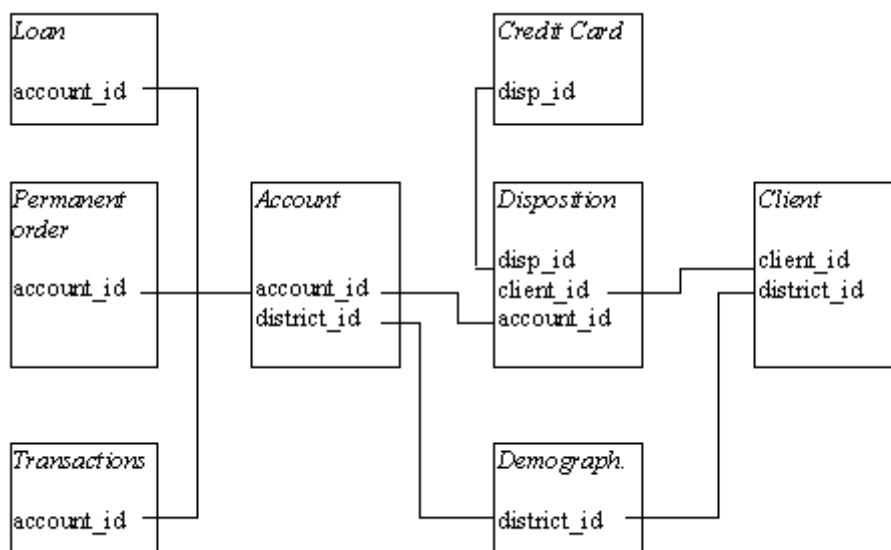 Loan
account_id
Credit Card
disp_id
Permanent
order
account_id
Account
account_id
district_id
Disposition
disp_id
client_id
account_id
Client
client_id
district_id
Transactions
account_id
Demograph.
district_id